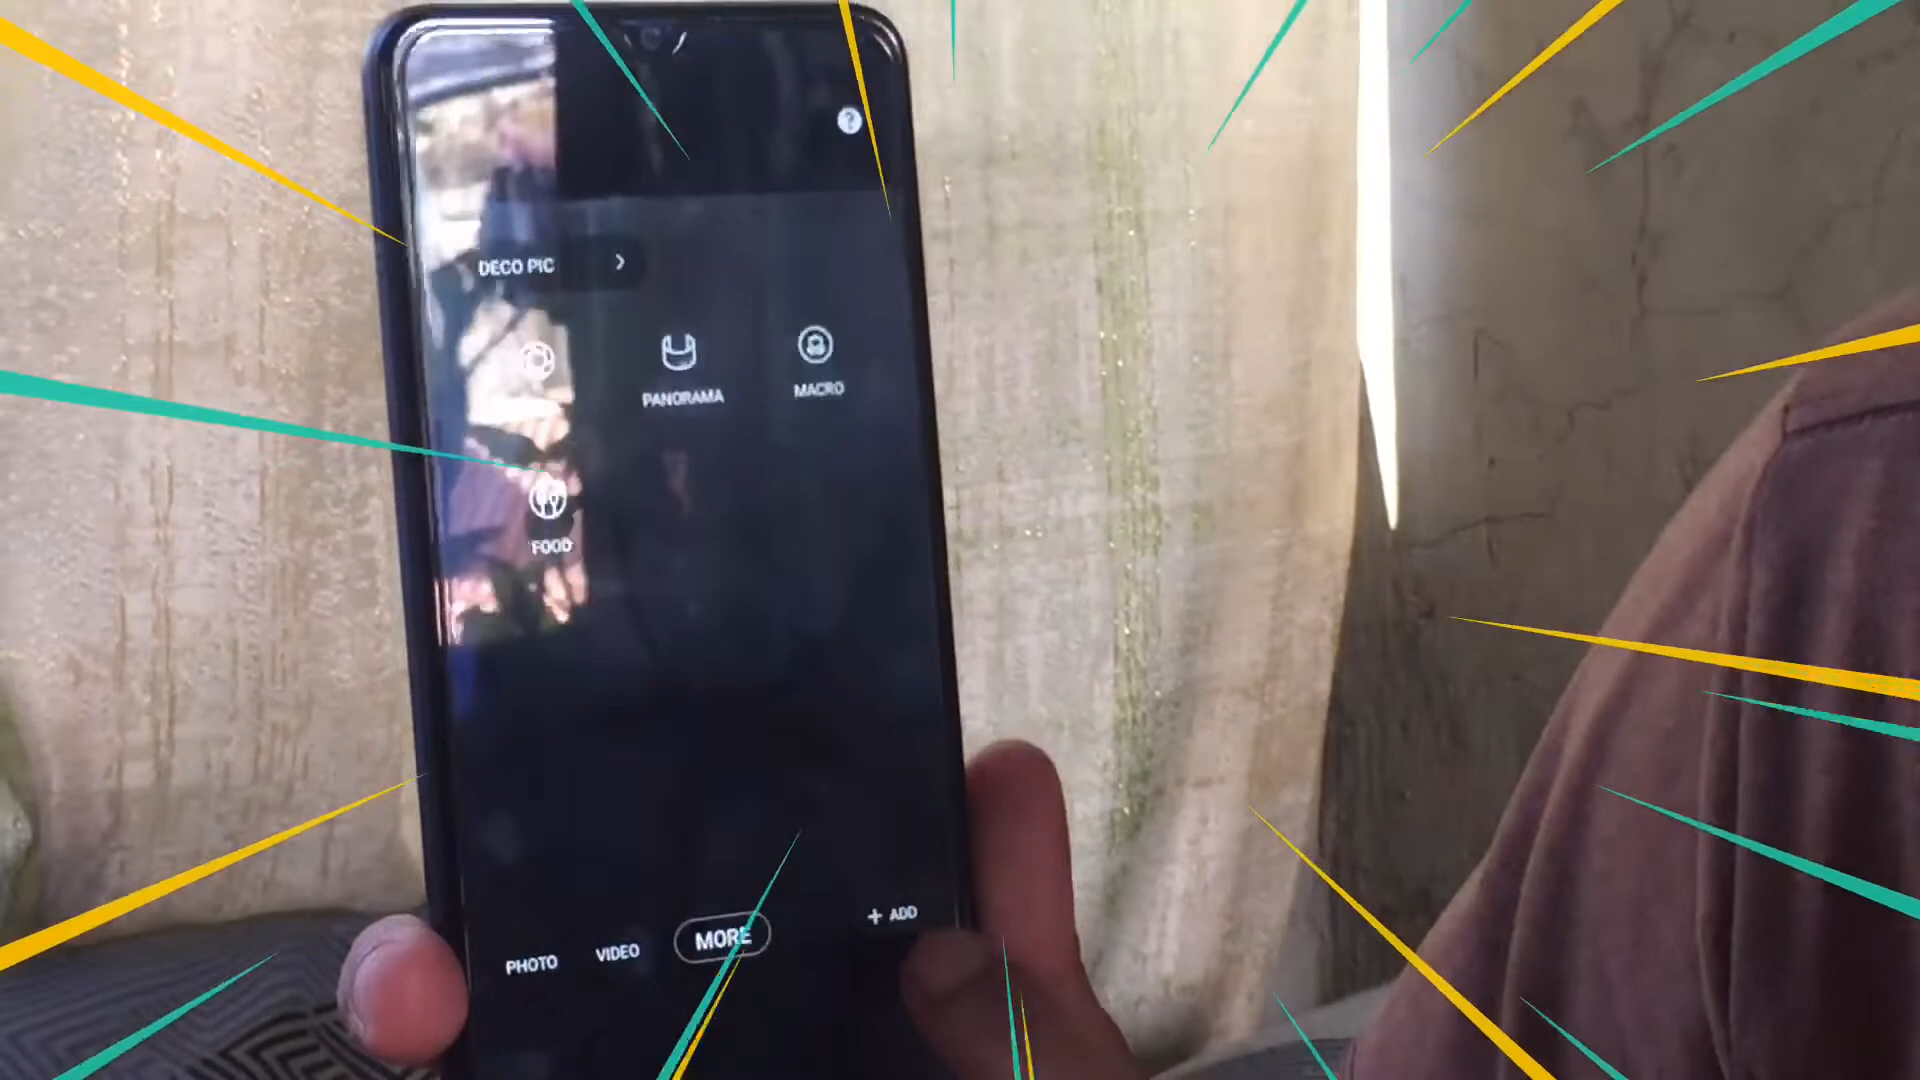 ?
DECO PIC >
PANORAMA
MACRO
FOOD
PHOTO
VIDEO
MORE
+ ADD